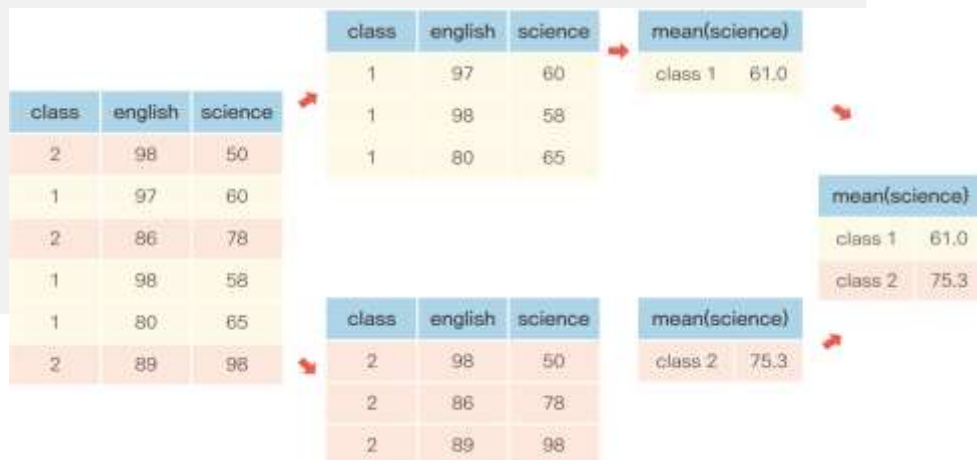 class english science
2 98 50
1 97 60
2 86 78
1 98 58
1 80 65
2 89 98
class english science
1 97 60
1 98 58
1 80 65
mean(science)
class 1 61.0
class english science
2 98 50
2 86 78
2 89 98
mean(science)
class 2 75.3
mean(science)
class 1 61.0
class 2 75.3